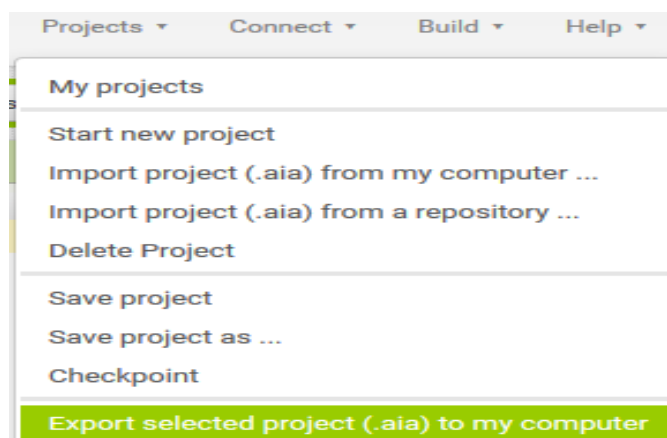 Projects ▾ Connect ▾ Build ▾ Help ▾
My projects
Start new project
Import project (.aia) from my computer ...
Import project (.aia) from a repository ...
Delete Project
Save project
Save project as ...
Checkpoint
Export selected project (.aia) to my computer